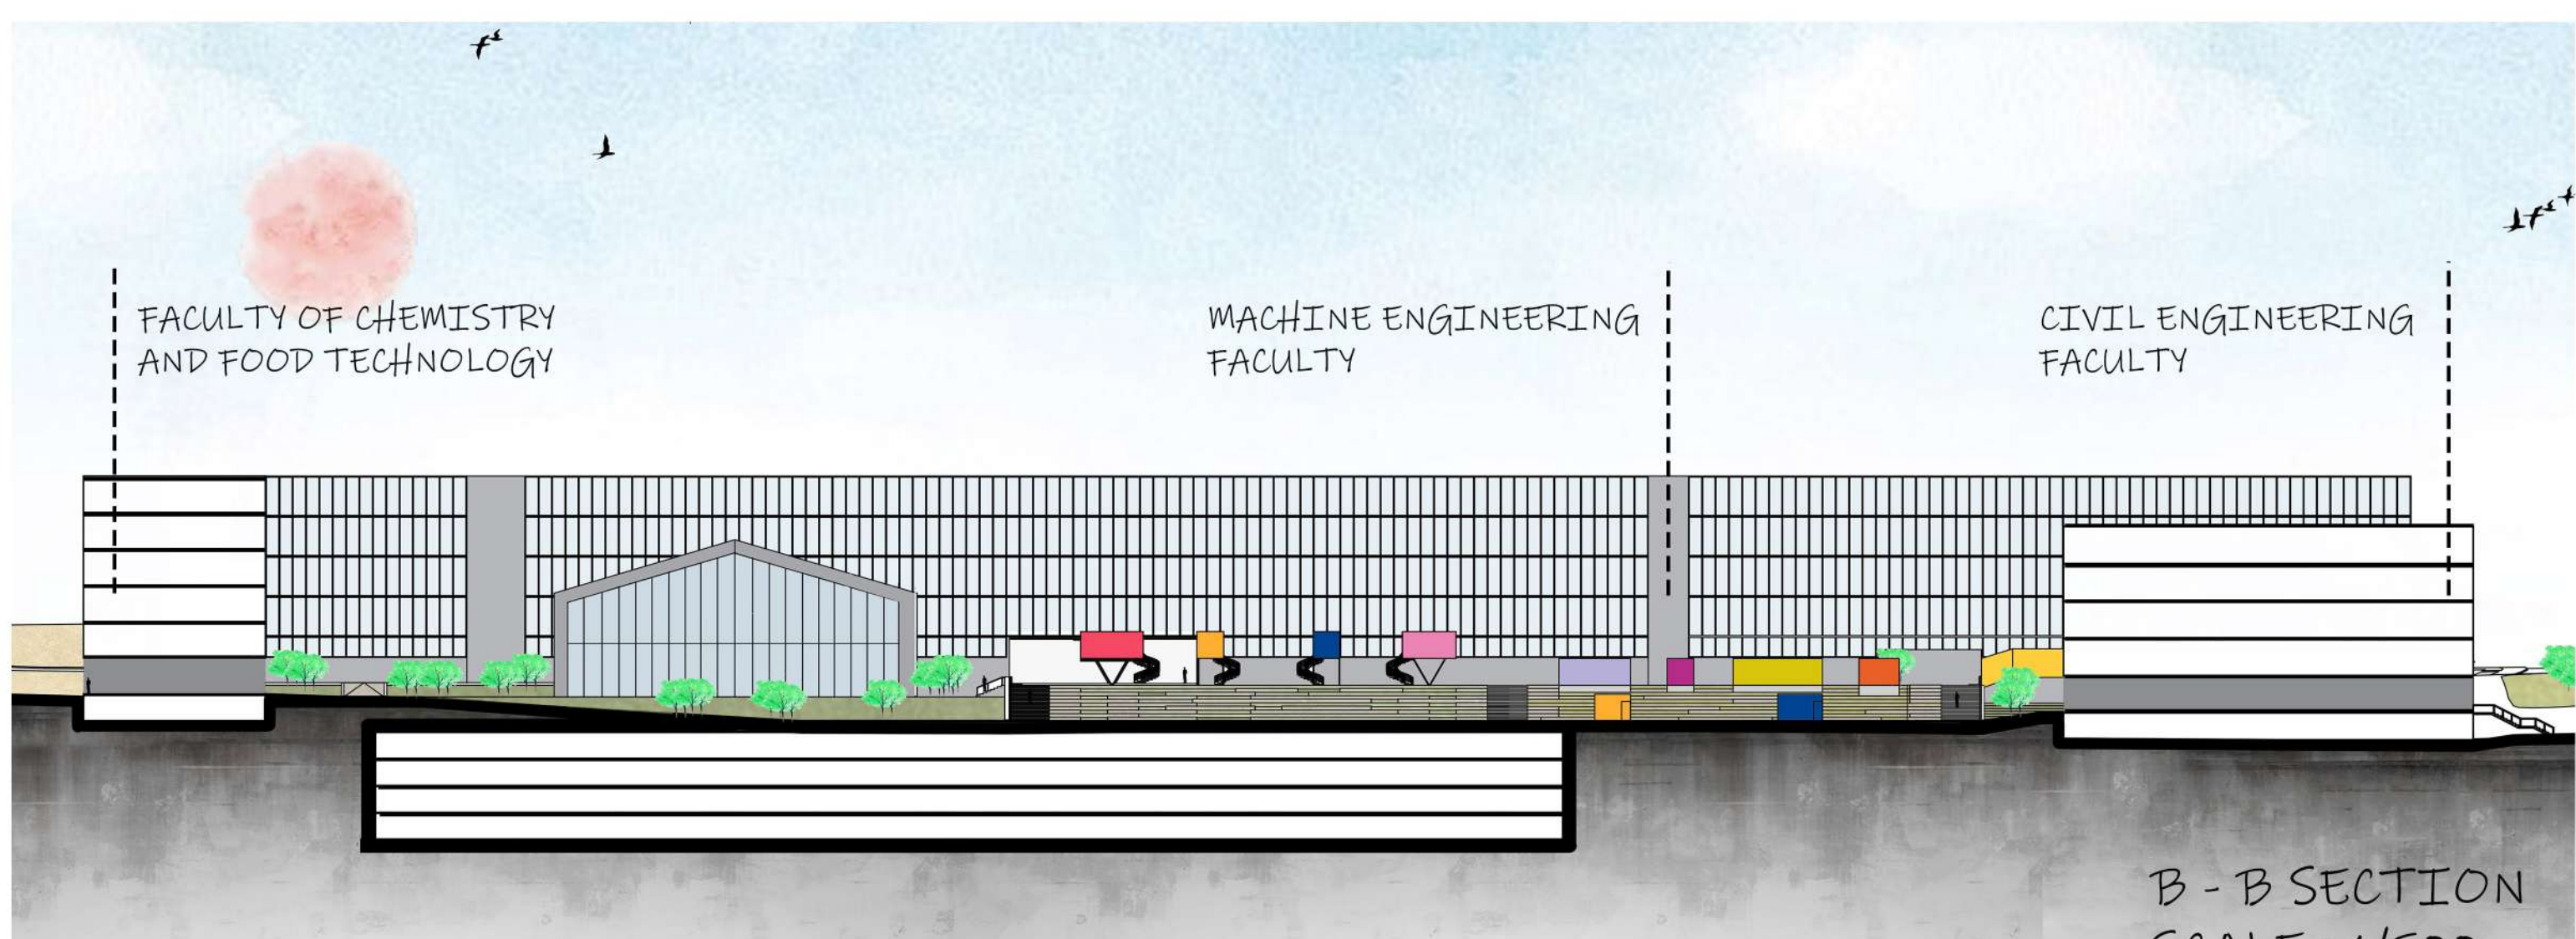 FACULTY OF CHEMISTRY
AND FOOD TECHNOLOGY
MACHINE ENGINEERING
FACULTY
CIVIL ENGINEERING
FACULTY
B - B SECTION